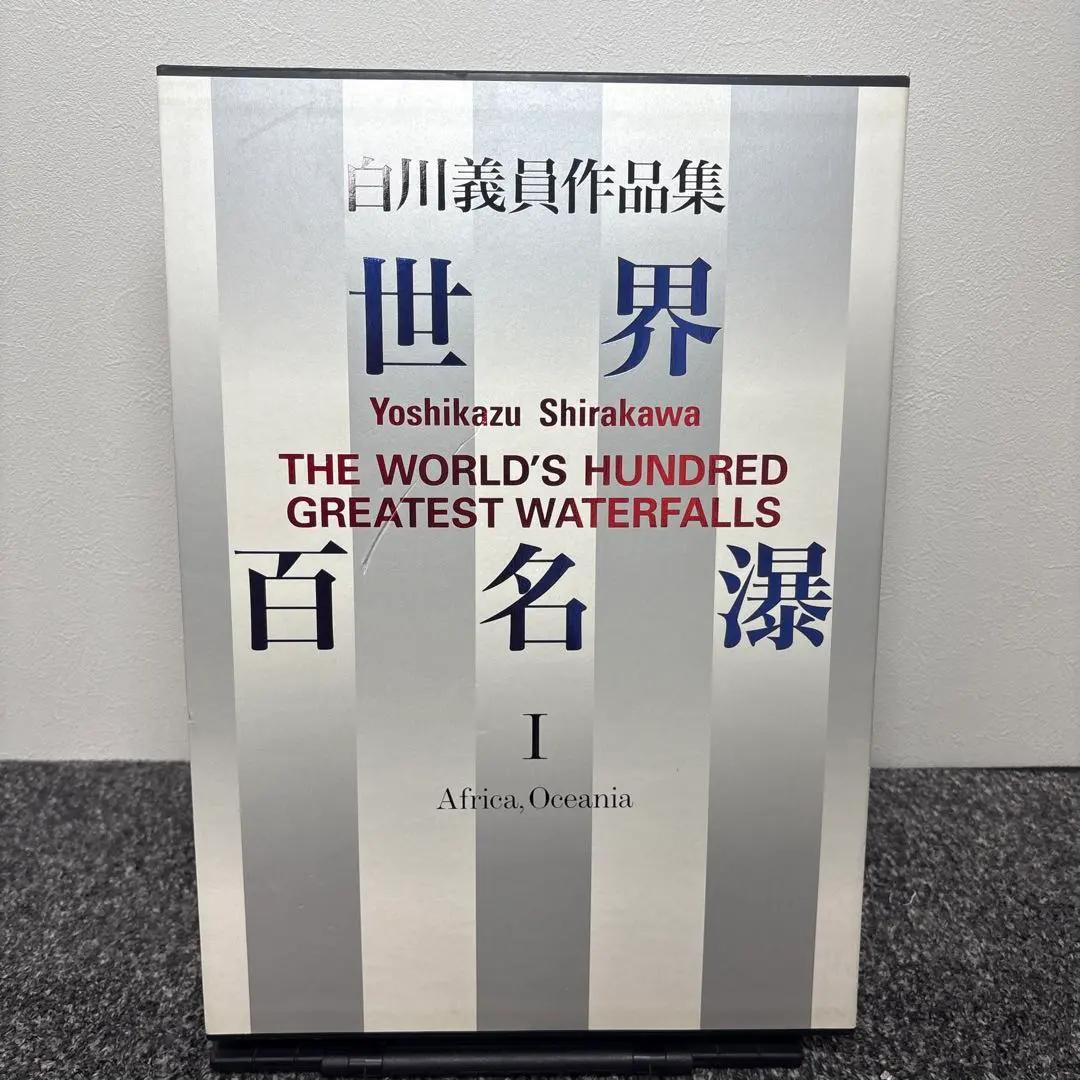 白川義員作品集
世界
Yoshikazu Shirakawa
THE WORLD'S HUNDRED
GREATEST WATERFALLS
百名瀑
I
Africa, Oceania